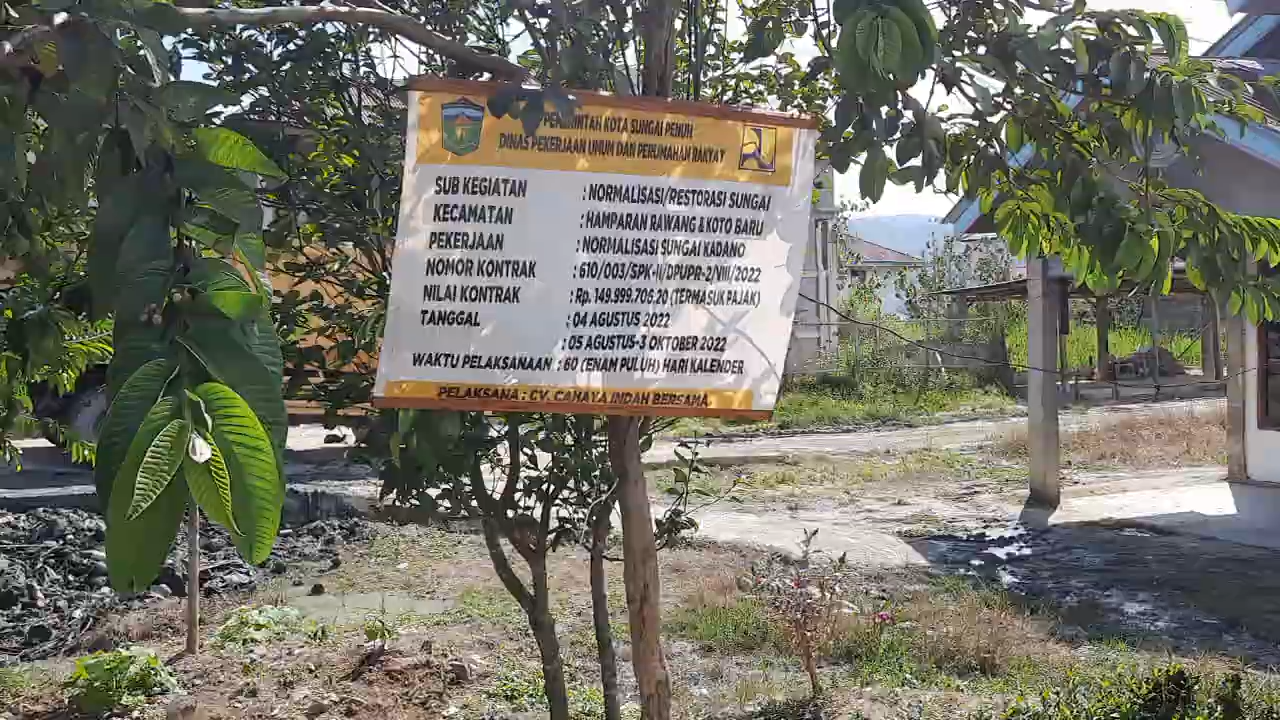 PEMERINTAH KOTA SUNGAI PENUH
DINAS PEKERJAAN UMUM DAN PERUMAHAN RAKYAT
SUB KEGIATAN : NORMALISASI/RESTORASI SUNGAI
KECAMATAN : HAMPARAN RAWANG & KOTO BARU
PEKERJAAN : NORMALISASI SUNGAI KADANO
NOMOR KONTRAK : 610/003/SPK-II/DPUPR-2/VIII/2022
NILAI KONTRAK : Rp. 149.999.706.20 (TERMASUK PAJAK)
TANGGAL : 04 AGUSTUS 2022
: 05 AGUSTUS-3 OKTOBER 2022
WAKTU PELAKSANAAN : 60 (ENAM PULUH) HARI KALENDER
PELAKSANA : CV. CAHAYA INDAH BERSAMA